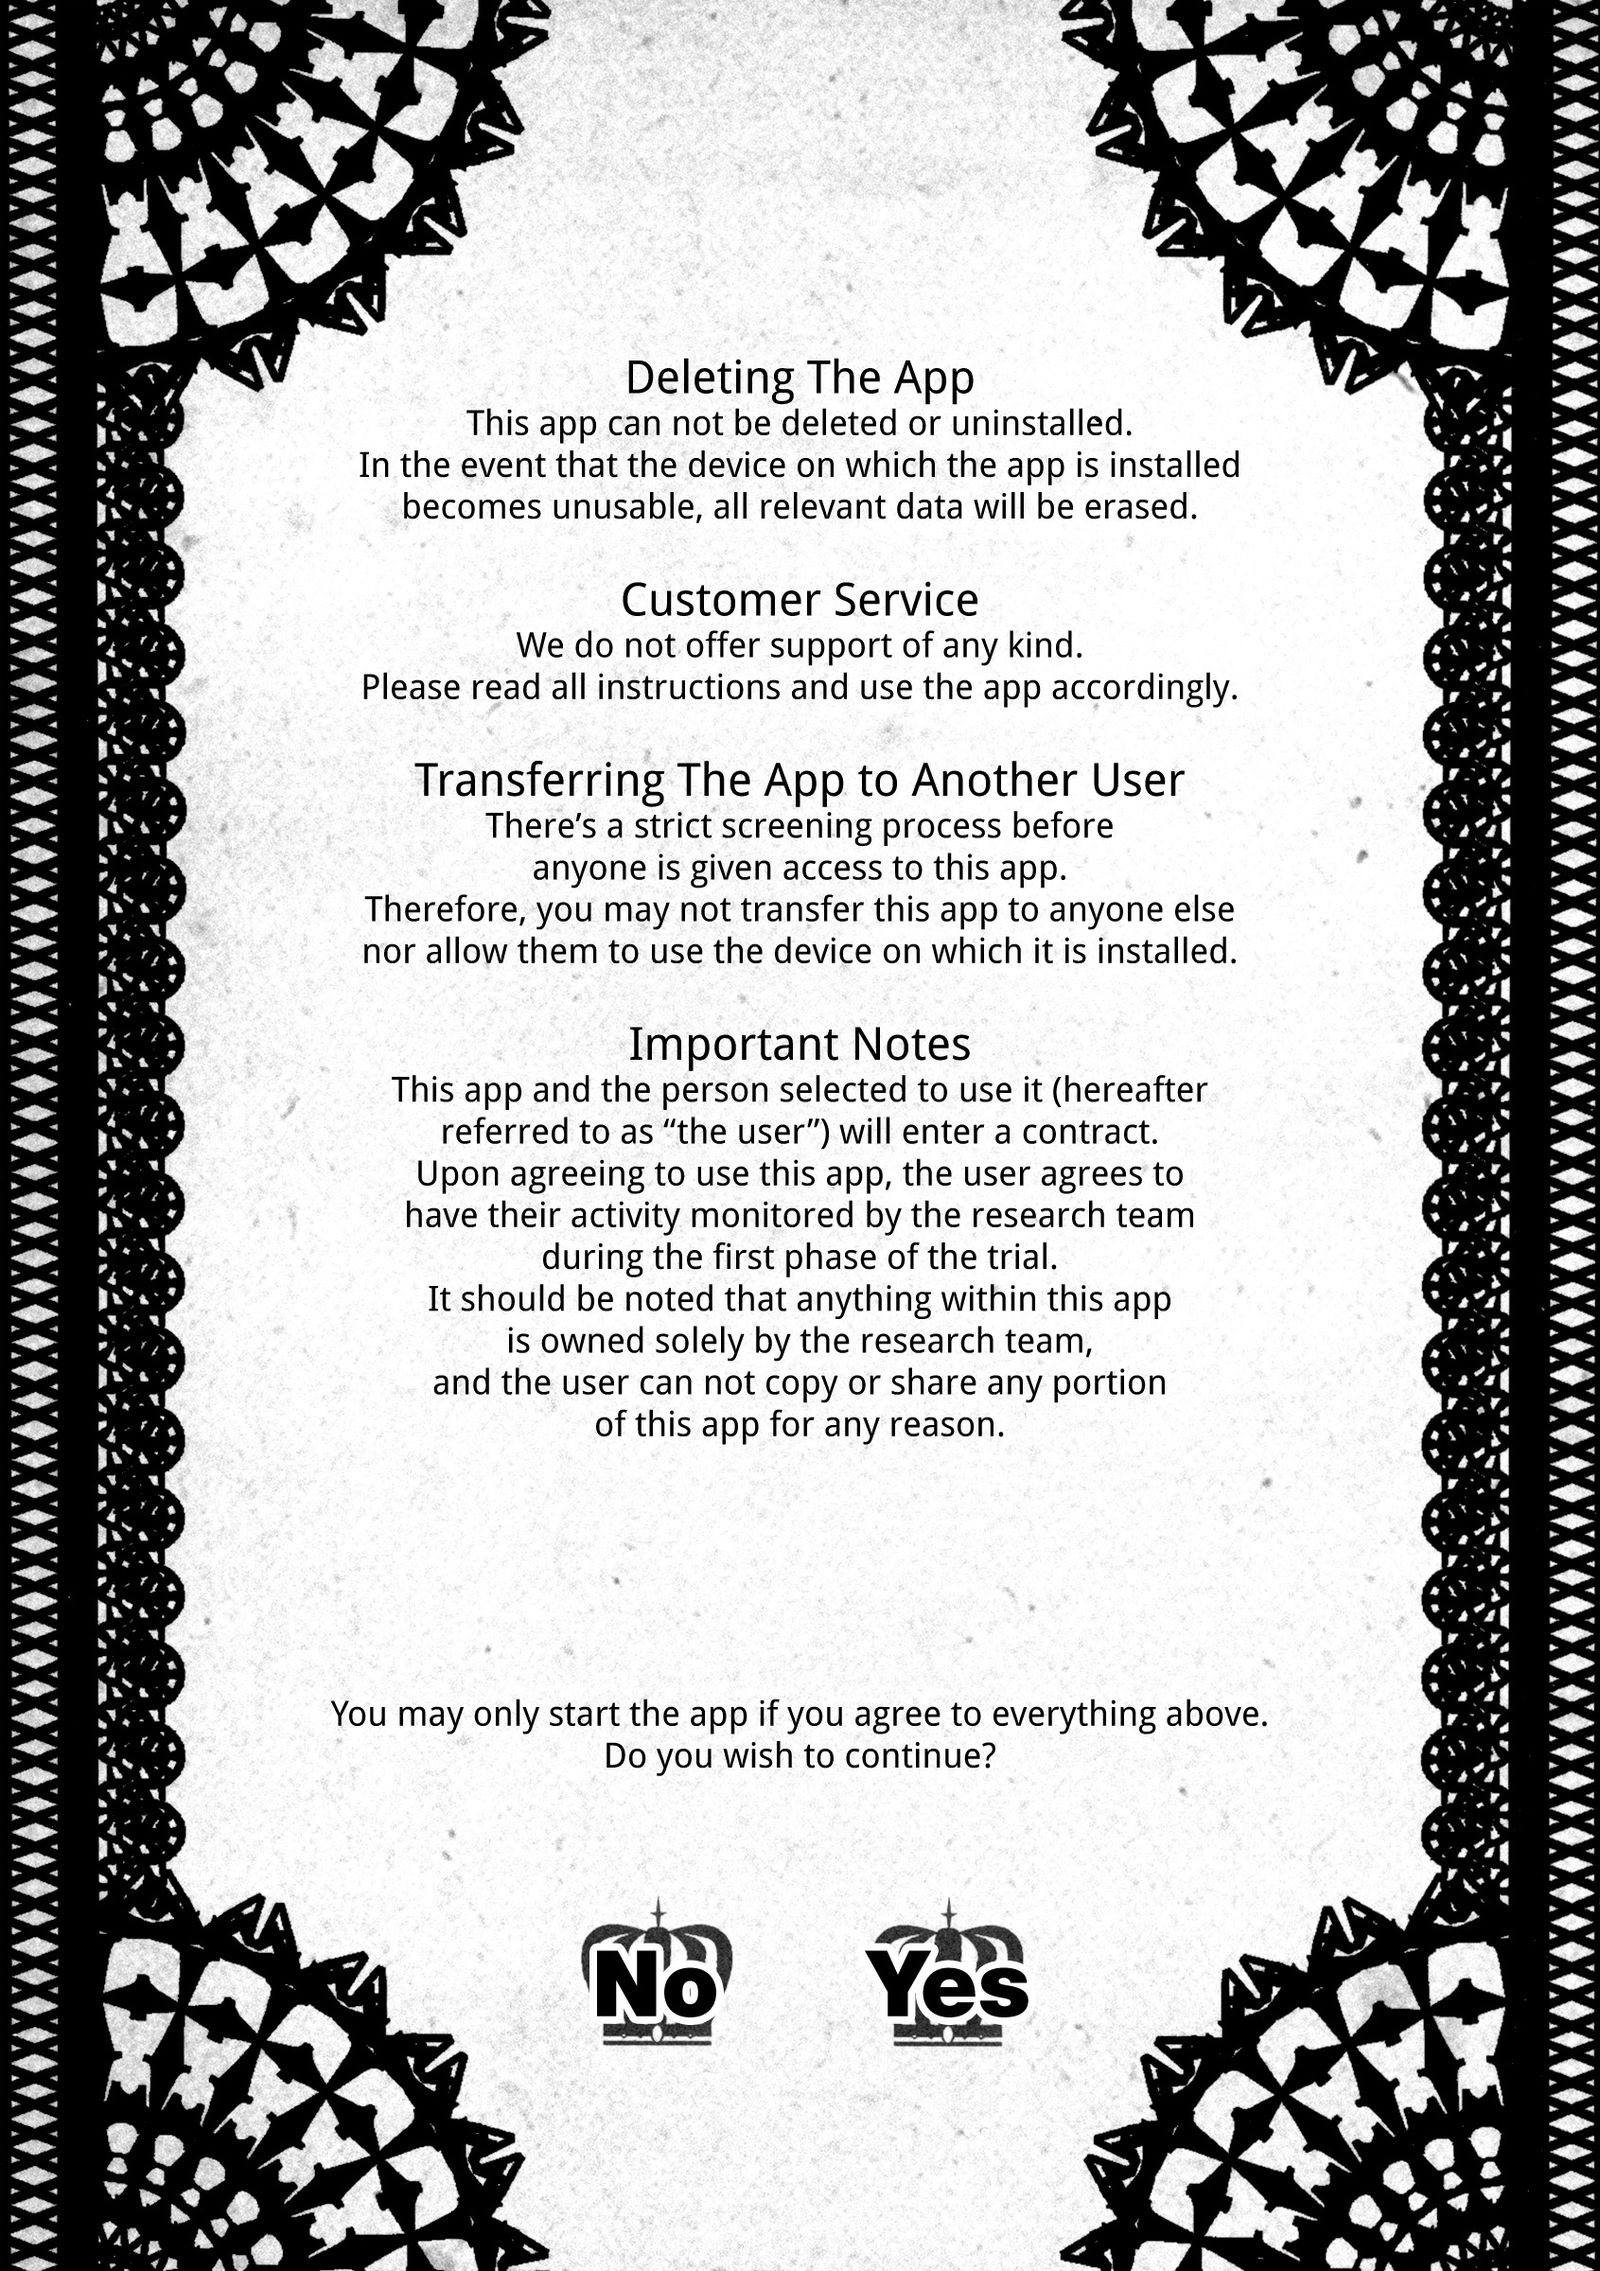 Deleting The App
This app can not be deleted or uninstalled.
In the event that the device on which the app is installed
becomes unusable, all relevant data will be erased.
Customer Service
We do not offer support of any kind.
Please read all instructions and use the app accordingly.
Transferring The App to Another User
There’s a strict screening process before
anyone is given access to this app.
Therefore, you may not transfer this app to anyone else
nor allow them to use the device on which it is installed.
Important Notes
This app and the person selected to use it (hereafter
referred to as “the user”) will enter a contract.
Upon agreeing to use this app, the user agrees to
have their activity monitored by the research team
during the first phase of the trial.
It should be noted that anything within this app
is owned solely by the research team,
and the user can not copy or share any portion
of this app for any reason.
You may only start the app if you agree to everything above.
Do you wish to continue?
No Yes